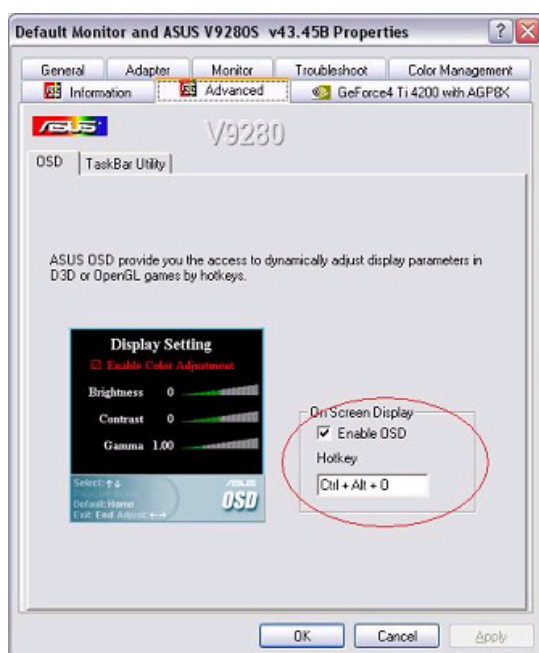 Default Monitor and ASUS V9280S v43.45B Properties
General Adapter Monitor Troubleshoot Color Management
Information Advanced GeForce4 Ti 4200 with AGP8X
ASUS V9280
OSD TaskBar Utility
ASUS OSD provide you the access to dynamically adjust display parameters in
D3D or OpenGL games by hotkeys.
Display Setting
Enable Color Adjustment
Brightness 0
Contrast 0
Gamma 1.00
Select:
Default:Home
Exit: End Adjust:
ASUS
OSD
On Screen Display
Enable OSD
Hotkey
Ctrl + Alt + O
OK Cancel Apply